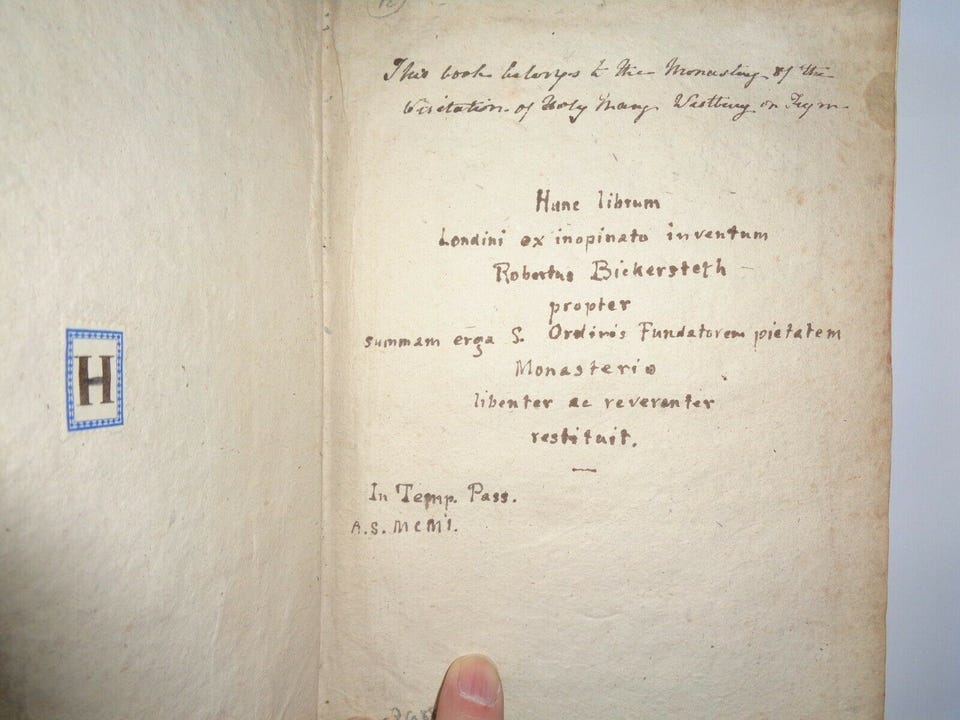 This book belongs to the Monastery of the
Visitation of Holy Mary Westbury on Trym
H
Hunc librum
Londini ex inopinato inventum
Robertus Bickersteth
propter
summam erga S. Ordinis Fundatorem pietatem
Monasterio
libenter ac reverenter
restituit.
In Temp. Pass.
A.S. MCMI.